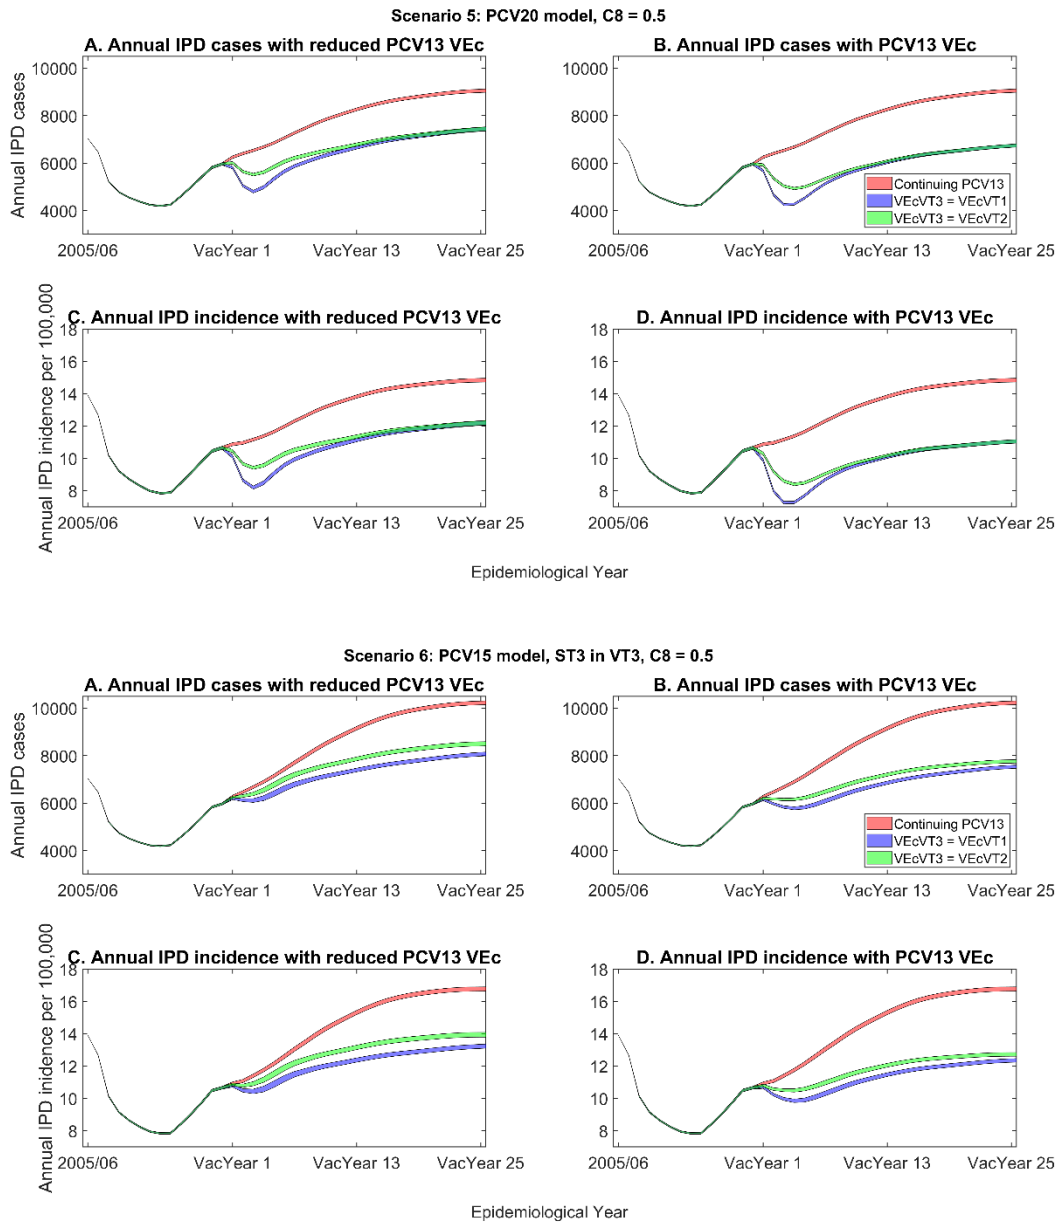 Scenario 5: PCV20 model, C8 = 0.5
A. Annual IPD cases with reduced PCV13 VEc
Annual IPD cases
10000
8000
6000
4000
2005/06
VacYear 1
VacYear 13
VacYear 25
B. Annual IPD cases with PCV13 VEc
10000
8000
6000
4000
Continuing PCV13
VEcVT3 = VEcVT1
VEcVT3 = VEcVT2
2005/06
VacYear 1
VacYear 13
VacYear 25
C. Annual IPD incidence with reduced PCV13 VEc
Annual IPD inicidence per 100,000
18
16
14
12
10
8
2005/06
VacYear 1
VacYear 13
VacYear 25
D. Annual IPD incidence with PCV13 VEc
18
16
14
12
10
8
2005/06
VacYear 1
VacYear 13
VacYear 25
Epidemiological Year
Scenario 6: PCV15 model, ST3 in VT3, C8 = 0.5
A. Annual IPD cases with reduced PCV13 VEc
Annual IPD cases
10000
8000
6000
4000
2005/06
VacYear 1
VacYear 13
VacYear 25
B. Annual IPD cases with PCV13 VEc
10000
8000
6000
4000
Continuing PCV13
VEcVT3 = VEcVT1
VEcVT3 = VEcVT2
2005/06
VacYear 1
VacYear 13
VacYear 25
C. Annual IPD incidence with reduced PCV13 VEc
Annual IPD inicidence per 100,000
18
16
14
12
10
8
2005/06
VacYear 1
VacYear 13
VacYear 25
D. Annual IPD incidence with PCV13 VEc
18
16
14
12
10
8
2005/06
VacYear 1
VacYear 13
VacYear 25
Epidemiological Year